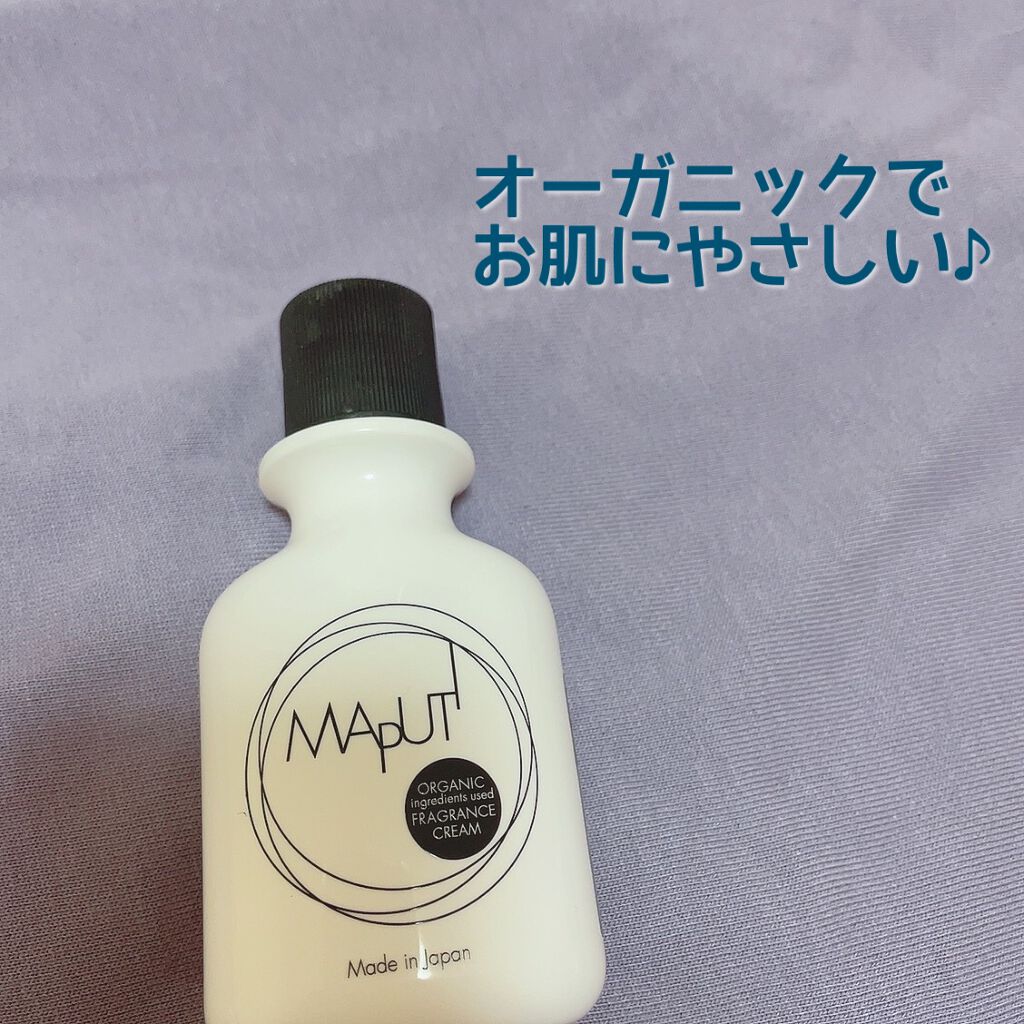 オーガニックで
お肌にやさしい♪
MApUTI
ORGANIC
ingredients used
FRAGRANCE
CREAM
Made in Japan